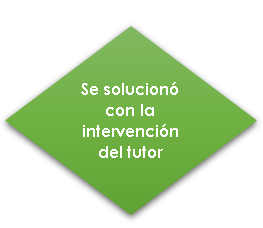 Se solucionó
con la
intervención
del tutor